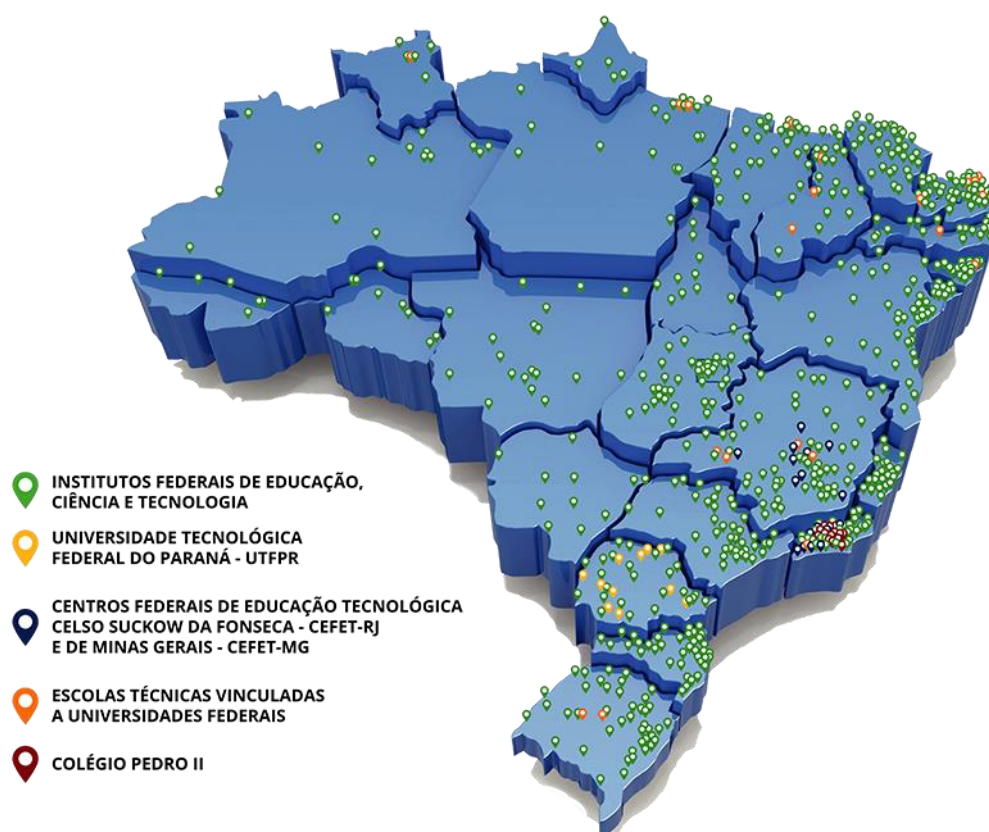 INSTITUTOS FEDERAIS DE EDUCAÇÃO,
CIÊNCIA E TECNOLOGIA
UNIVERSIDADE TECNOLÓGICA
FEDERAL DO PARANÁ - UTFPR
CENTROS FEDERAIS DE EDUCAÇÃO TECNOLÓGICA
CELSO SUCKOW DA FONSECA - CEFET-RJ
E DE MINAS GERAIS - CEFET-MG
ESCOLAS TÉCNICAS VINCULADAS
A UNIVERSIDADES FEDERAIS
COLÉGIO PEDRO II